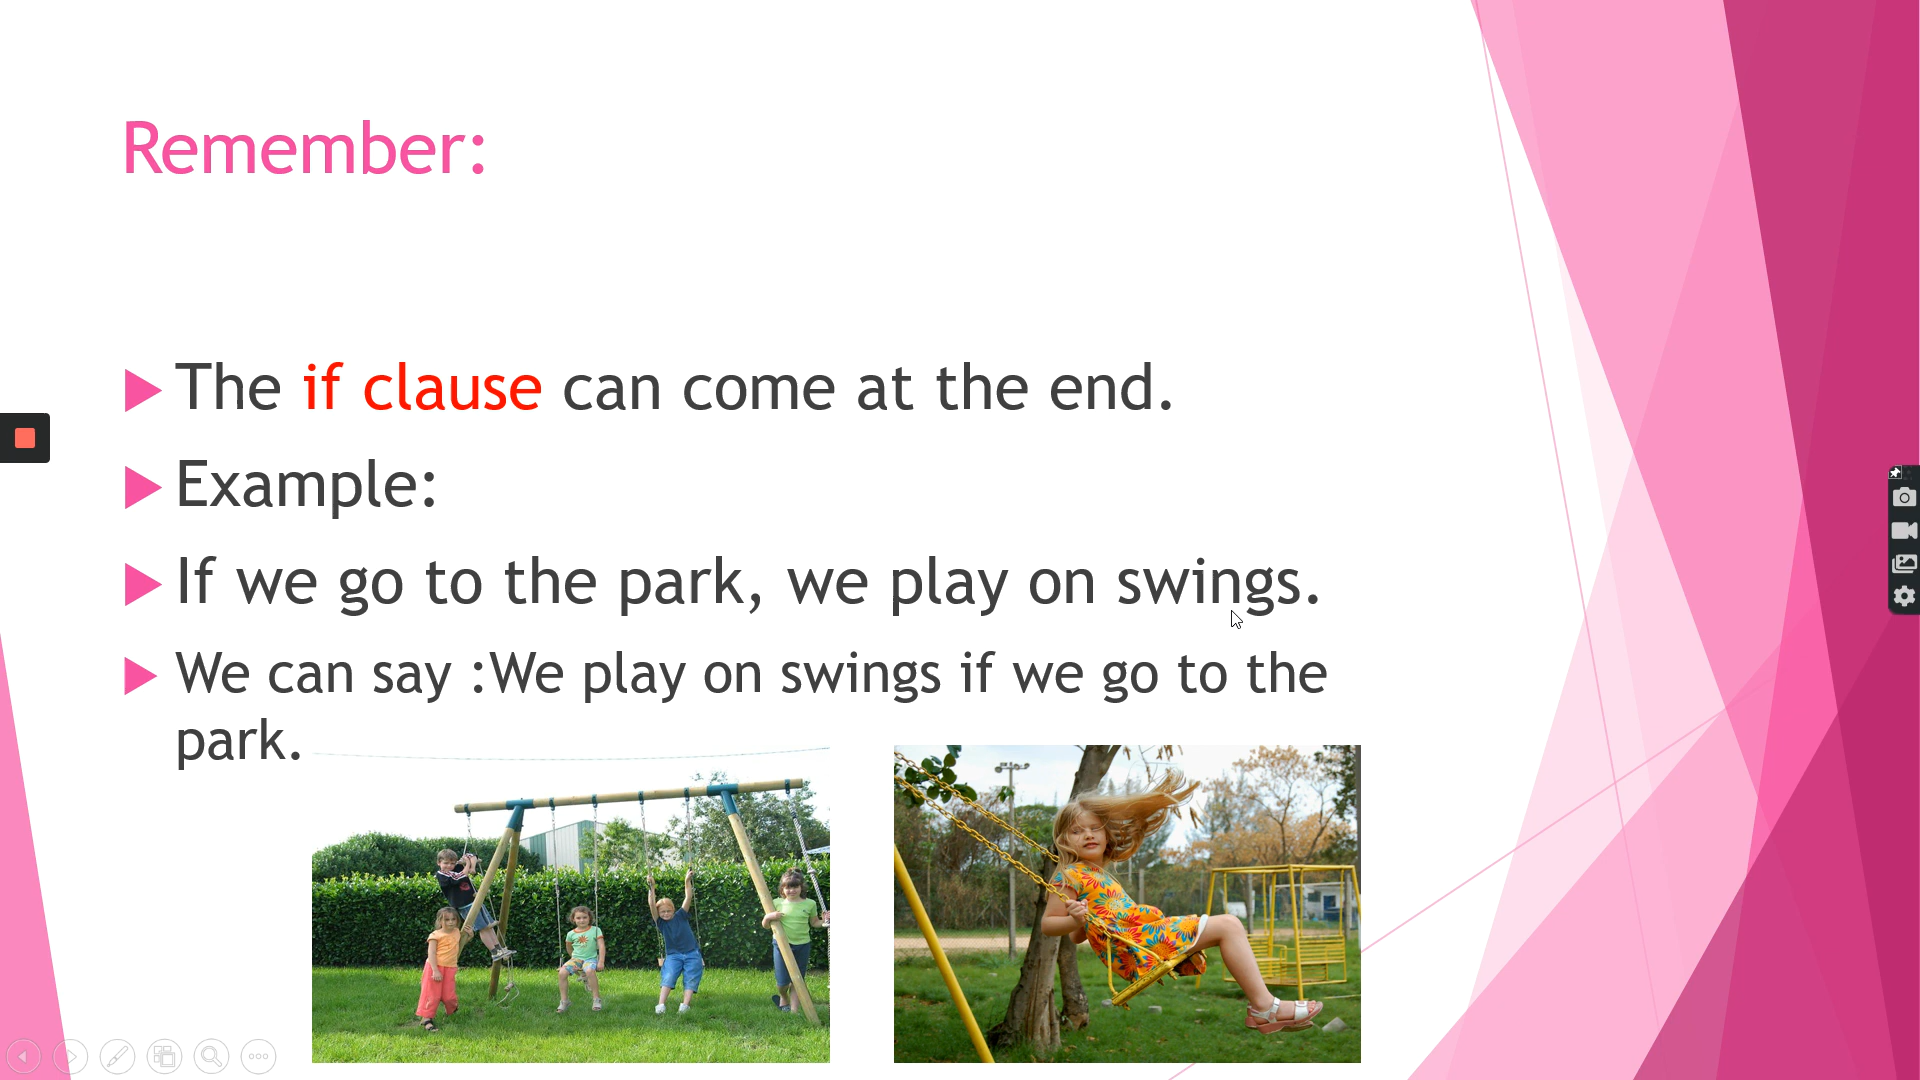 Remember:
The if clause can come at the end.
Example:
If we go to the park, we play on swings.
We can say :We play on swings if we go to the
park.